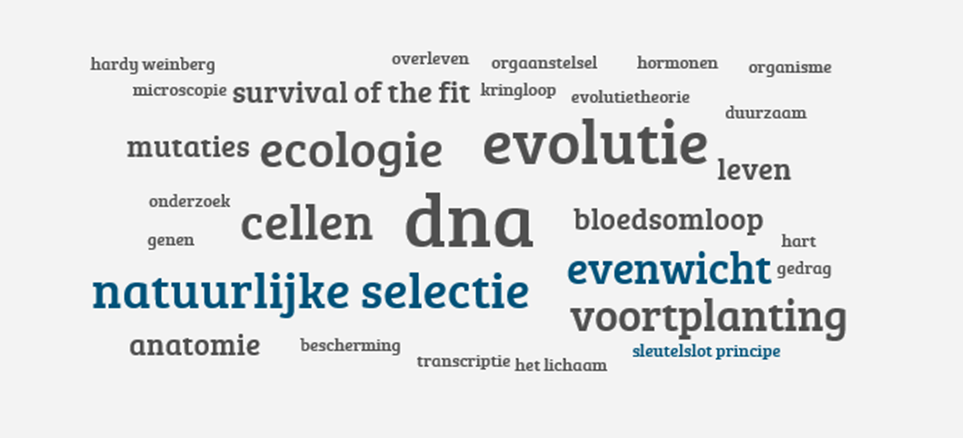 overleven
hardy weinberg
orgaanstelsel
hormonen
organisme
microscopie
survival of the fit
kringloop
evolutietheorie
duurzaam
mutaties
ecologie
evolutie
leven
onderzoek
cellen
dna
bloedsomloop
genen
hart
natuurlijke selectie
evenwicht
gedrag
voortplanting
anatomie
bescherming
sleutelslot principe
transcriptie
het lichaam